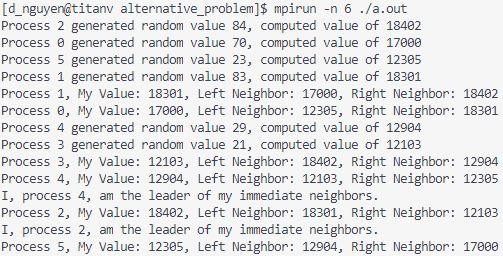 [d_nguyen@titanv alternative_problem]$ mpirun -n 6 ./a.out
Process 2 generated random value 84, computed value of 18402
Process 0 generated random value 70, computed value of 17000
Process 5 generated random value 23, computed value of 12305
Process 1 generated random value 83, computed value of 18301
Process 1, My Value: 18301, Left Neighbor: 17000, Right Neighbor: 18402
Process 0, My Value: 17000, Left Neighbor: 12305, Right Neighbor: 18301
Process 4 generated random value 29, computed value of 12904
Process 3 generated random value 21, computed value of 12103
Process 3, My Value: 12103, Left Neighbor: 18402, Right Neighbor: 12904
Process 4, My Value: 12904, Left Neighbor: 12103, Right Neighbor: 12305
I, process 4, am the leader of my immediate neighbors.
Process 2, My Value: 18402, Left Neighbor: 18301, Right Neighbor: 12103
I, process 2, am the leader of my immediate neighbors.
Process 5, My Value: 12305, Left Neighbor: 12904, Right Neighbor: 17000